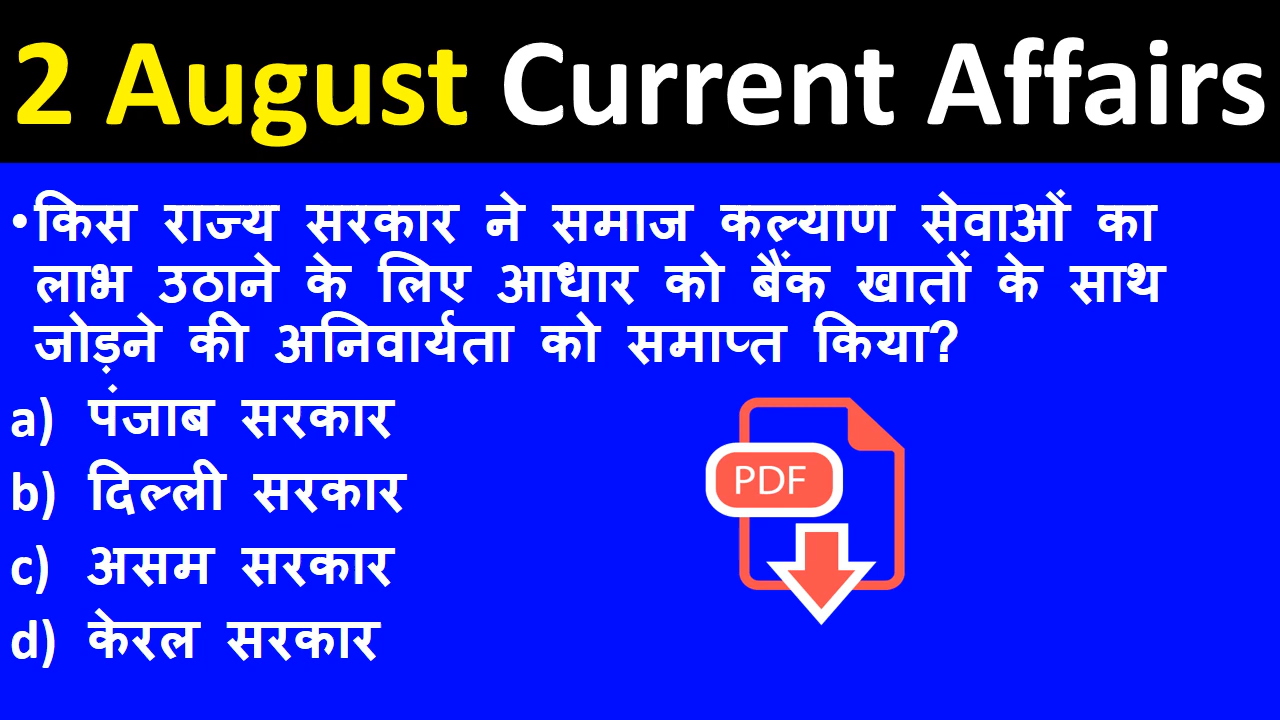 2 August Current Affairs
•किस राज्य सरकार ने समाज कल्याण सेवाओं का
लाभ उठाने के लिए आधार को बैंक खातों के साथ
जोड़ने की अनिवार्यता को समाप्त किया?
a) पंजाब सरकार
b) दिल्ली सरकार
c) असम सरकार
d) केरल सरकार
PDF